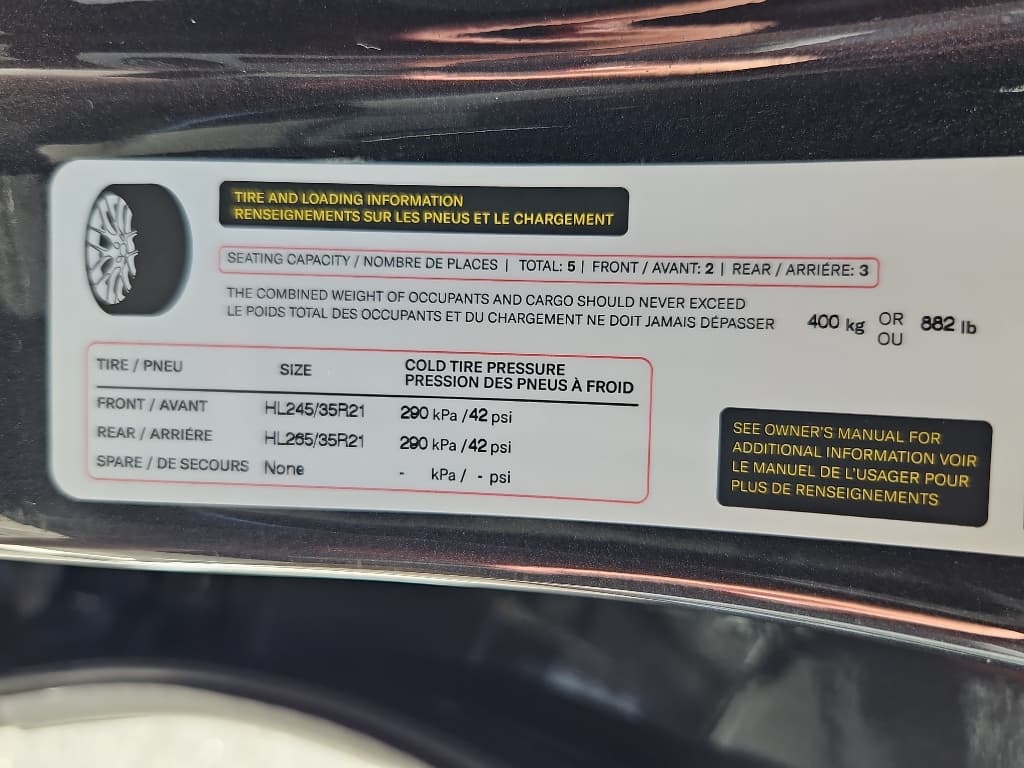 TIRE AND LOADING INFORMATION
RENSEIGNEMENTS SUR LES PNEUS ET LE CHARGEMENT
SEATING CAPACITY / NOMBRE DE PLACES | TOTAL: 5 | FRONT / AVANT: 2 | REAR / ARRIÉRE: 3
THE COMBINED WEIGHT OF OCCUPANTS AND CARGO SHOULD NEVER EXCEED
LE POIDS TOTAL DES OCCUPANTS ET DU CHARGEMENT NE DOIT JAMAIS DÉPASSER
400 kg OR 882 lb
OU
TIRE / PNEU SIZE COLD TIRE PRESSURE
PRESSION DES PNEUS À FROID
FRONT / AVANT HL245/35R21 290 kPa / 42 psi
REAR / ARRIÉRE HL265/35R21 290 kPa / 42 psi
SPARE / DE SECOURS None - kPa / - psi
SEE OWNER'S MANUAL FOR
ADDITIONAL INFORMATION VOIR
LE MANUEL DE L'USAGER POUR
PLUS DE RENSEIGNEMENTS